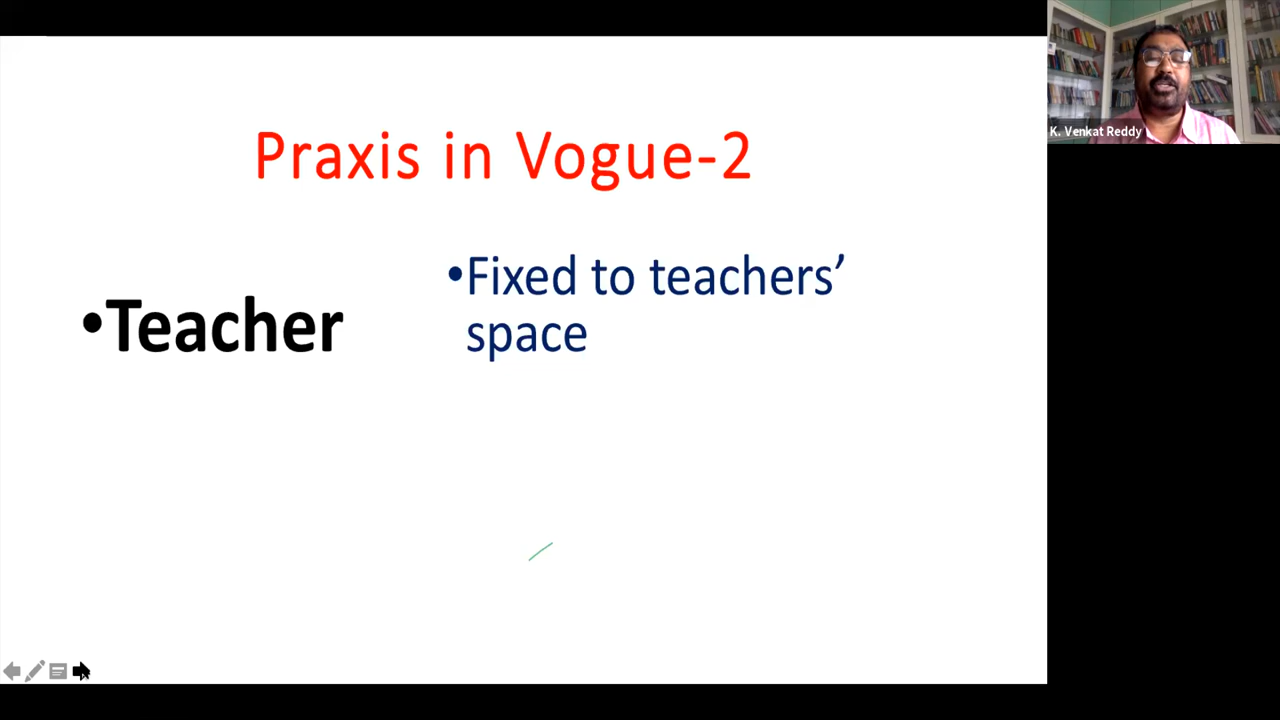 Praxis in Vogue-2
•Teacher
•Fixed to teachers’
space
K. Venkat Reddy